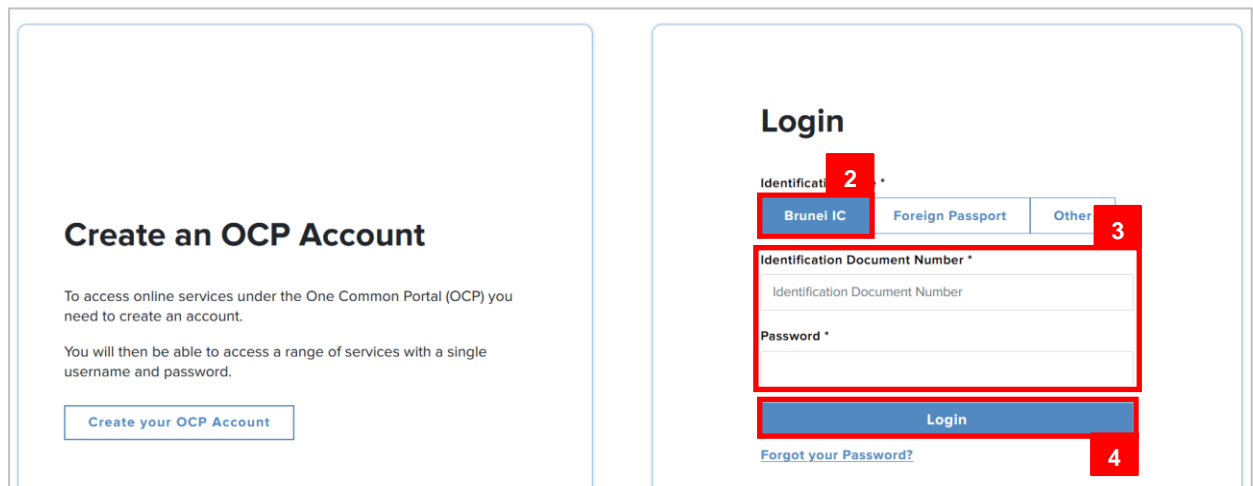 Create an OCP Account
To access online services under the One Common Portal (OCP) you
need to create an account.
You will then be able to access a range of services with a single
username and password.
Create your OCP Account
Login
2
*
Brunei IC
Foreign Passport
Other
3
Identification Document Number *
Identification Document Number
Password *
Login
4
Forgot your Password?